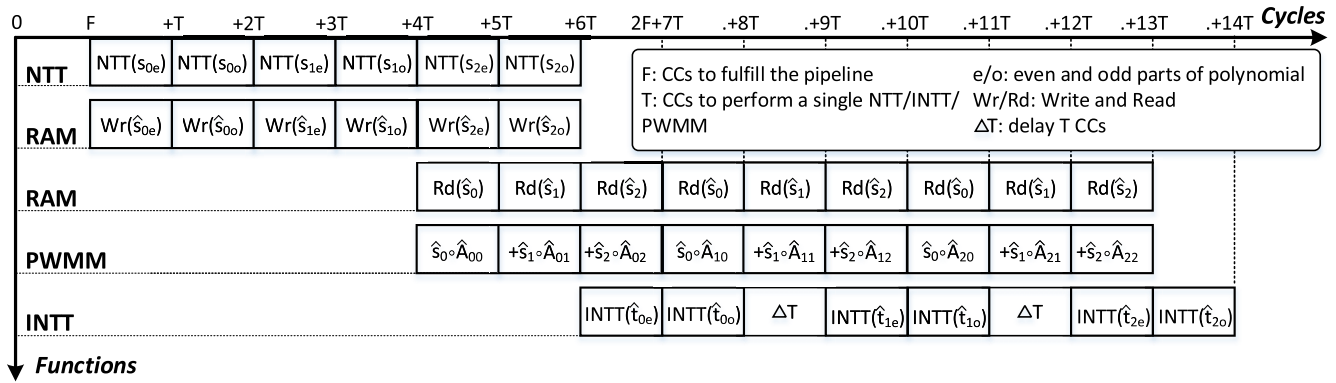 0 F +T +2T +3T +4T +5T +6T 2F+7T .+8T .+9T .+10T .+11T .+12T .+13T .+14T Cycles
NTT NTT(s0e) NTT(s0o) NTT(s1e) NTT(s1o) NTT(s2e) NTT(s2o)
F: CCs to fulfill the pipeline
T: CCs to perform a single NTT/INTT/
PWMM
e/o: even and odd parts of polynomial
Wr/Rd: Write and Read
△T: delay T CCs
RAM Wr(ŝ0e) Wr(ŝ0o) Wr(ŝ1e) Wr(ŝ1o) Wr(ŝ2e) Wr(ŝ2o)
RAM Rd(ŝ0) Rd(ŝ1) Rd(ŝ2) Rd(ŝ0) Rd(ŝ1) Rd(ŝ2) Rd(ŝ0) Rd(ŝ1) Rd(ŝ2)
PWMM ŝ0∘Â00 +ŝ1∘Â01 +ŝ2∘Â02 ŝ0∘Â10 +ŝ1∘Â11 +ŝ2∘Â12 ŝ0∘Â20 +ŝ1∘Â21 +ŝ2∘Â22
INTT INTT(t̂0e) INTT(t̂0o) △T INTT(t̂1e) INTT(t̂1o) △T INTT(t̂2e) INTT(t̂2o)
Functions